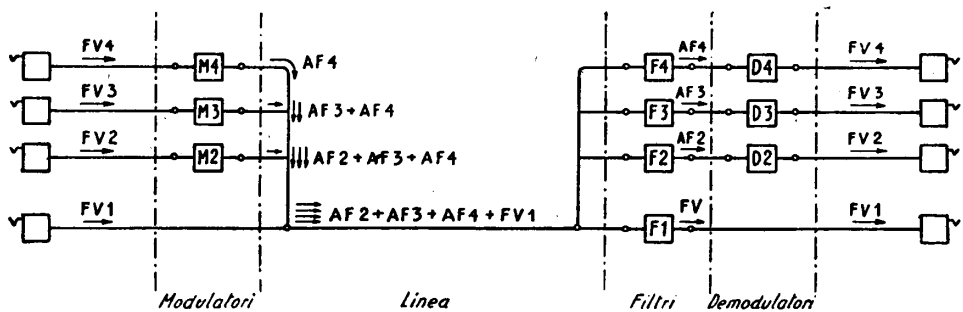 FV4 M4 AF4 F4 AF4 D4 FV4
FV3 M3 AF3+AF4 F3 AF3 D3 FV3
FV2 M2 AF2+AF3+AF4 F2 AF2 D2 FV2
FV1 AF2+AF3+AF4+FV1 F1 FV FV1
Modulatori Linea Filtri Demodulatori